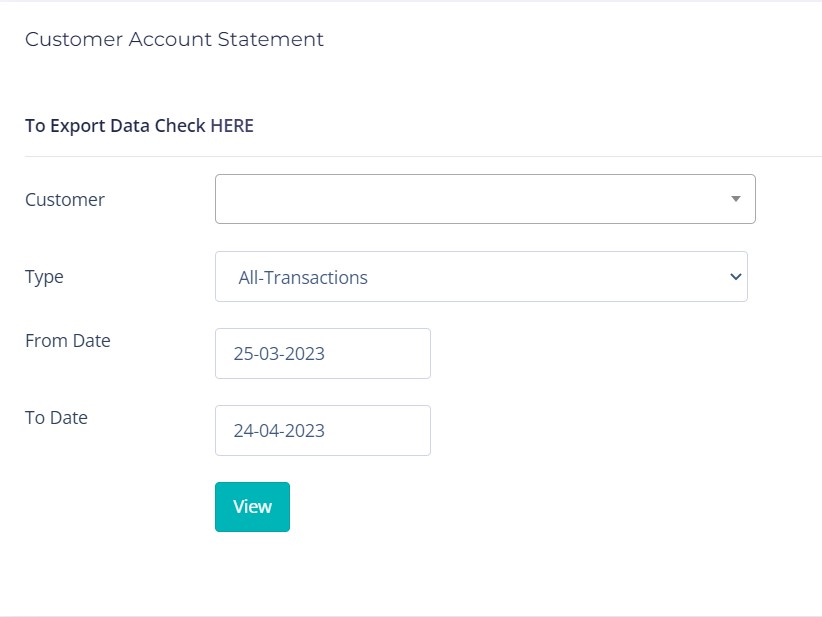 Customer Account Statement
To Export Data Check HERE
Customer
Type
All-Transactions
From Date
25-03-2023
To Date
24-04-2023
View